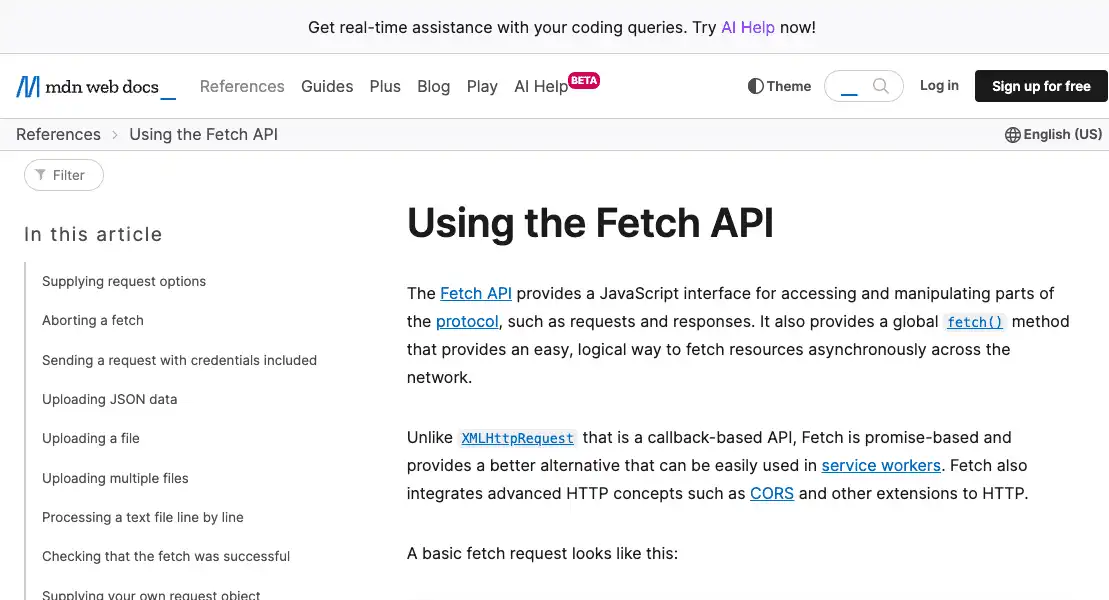 Get real-time assistance with your coding queries. Try AI Help now!
mdn web docs_
References Guides Plus Blog Play AI Help BETA
Theme
Log in
Sign up for free
References > Using the Fetch API
English (US)
Filter
In this article
Supplying request options
Aborting a fetch
Sending a request with credentials included
Uploading JSON data
Uploading a file
Uploading multiple files
Processing a text file line by line
Checking that the fetch was successful
Supplying your own request object
Using the Fetch API
The Fetch API provides a JavaScript interface for accessing and manipulating parts of
the protocol, such as requests and responses. It also provides a global fetch() method
that provides an easy, logical way to fetch resources asynchronously across the
network.
Unlike XMLHttpRequest that is a callback-based API, Fetch is promise-based and
provides a better alternative that can be easily used in service workers. Fetch also
integrates advanced HTTP concepts such as CORS and other extensions to HTTP.
A basic fetch request looks like this: